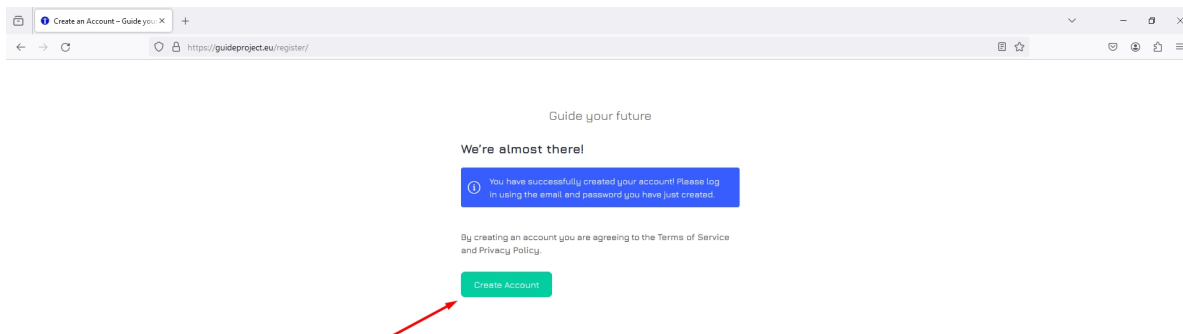 Create an Account – Guide you
https://guideproject.eu/register/
Guide your future
We're almost there!
You have successfully created your account! Please log
in using the email and password you have just created.
By creating an account you are agreeing to the Terms of Service
and Privacy Policy.
Create Account